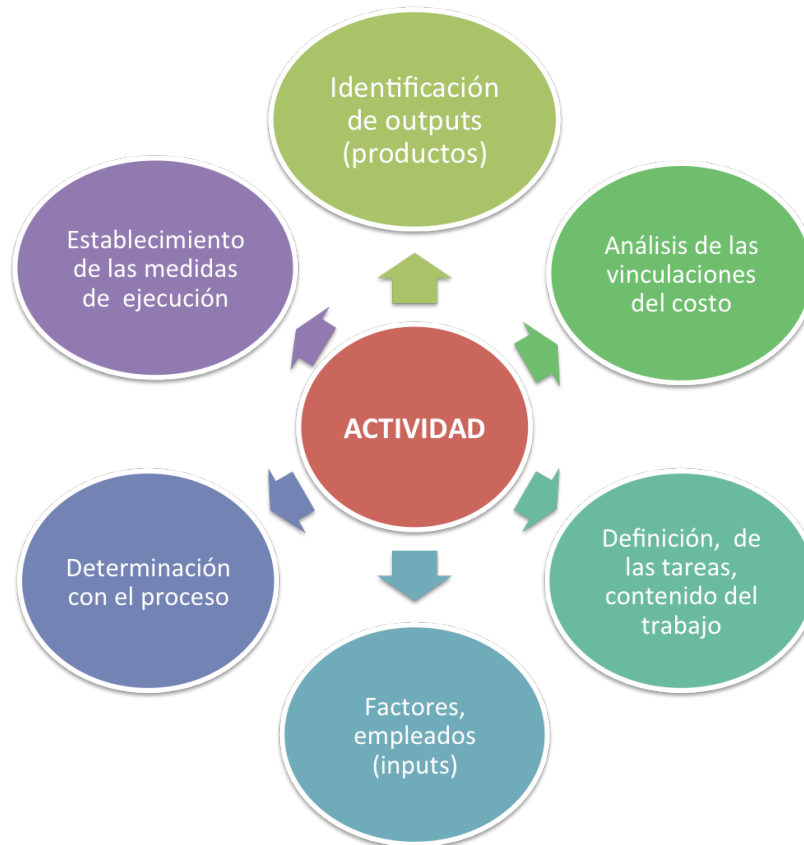 Identificación
de outputs
(productos)
Análisis de las
vinculaciones
del costo
Definición, de
las tareas,
contenido del
trabajo
Factores,
empleados
(inputs)
Determinación
con el proceso
Establecimiento
de las medidas
de ejecución
ACTIVIDAD